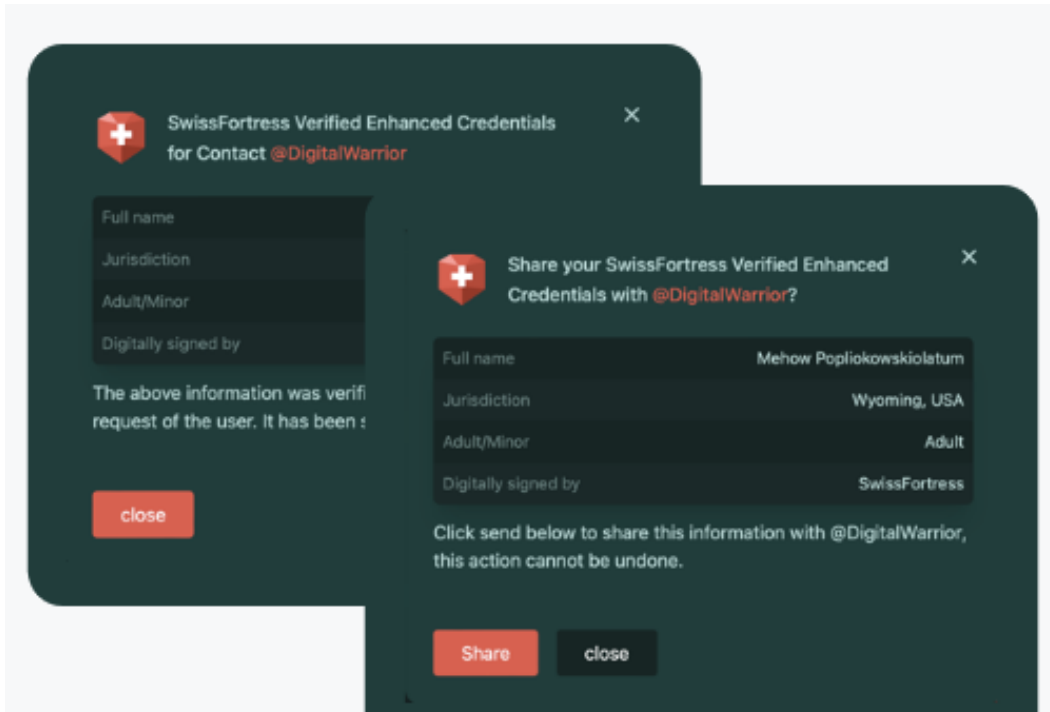 SwissFortress Verified Enhanced Credentials
for Contact @DigitalWarrior
Full name
Jurisdiction
Adult/Minor
Digitally signed by
The above information was verifi
request of the user. It has been s
close
Share your SwissFortress Verified Enhanced
Credentials with @DigitalWarrior?
Full name Mehow Popliokowskiolatum
Jurisdiction Wyoming, USA
Adult/Minor Adult
Digitally signed by SwissFortress
Click send below to share this information with @DigitalWarrior,
this action cannot be undone.
Share close